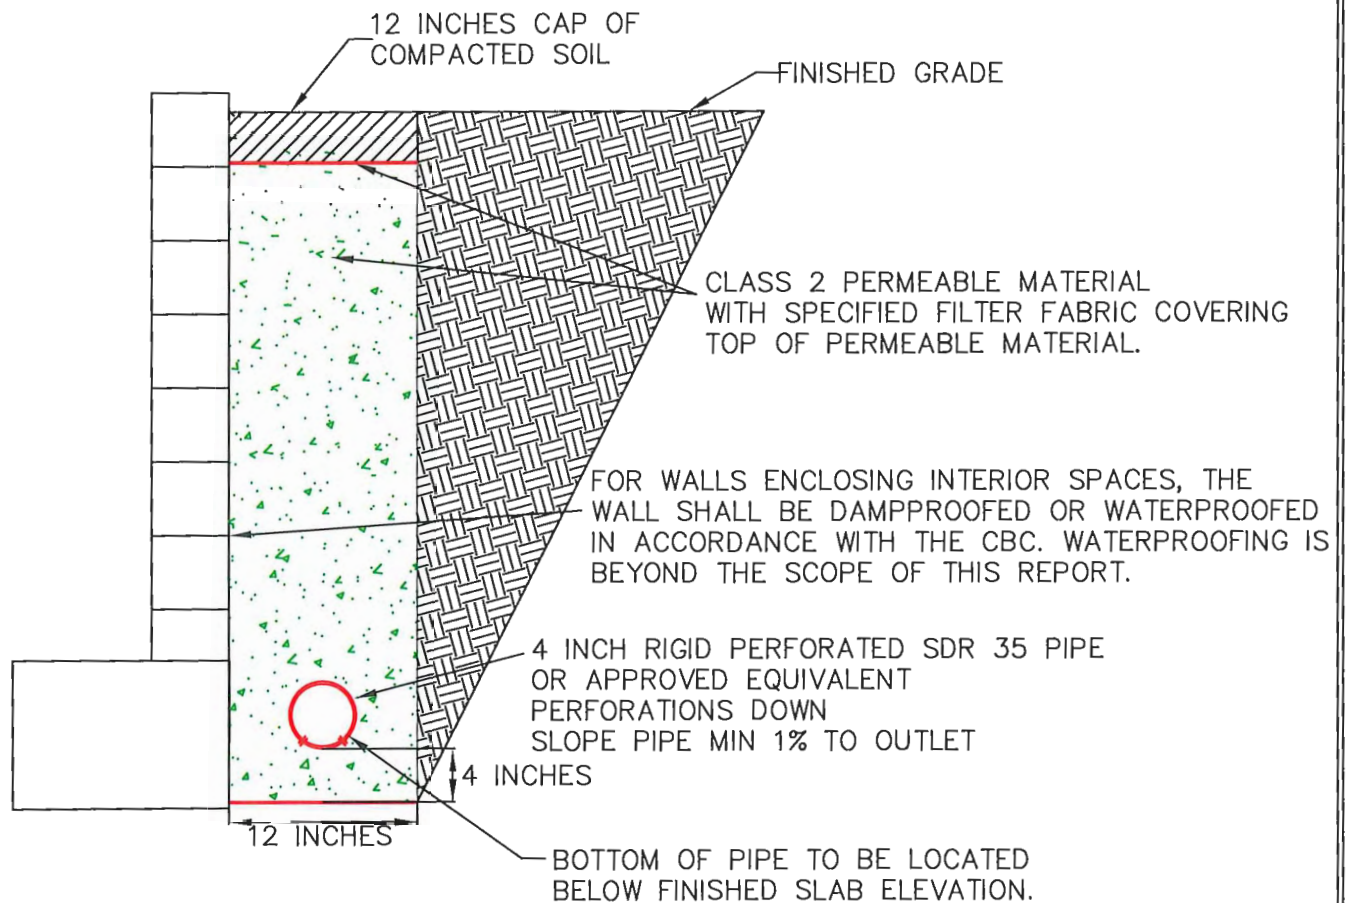 12 INCHES CAP OF
COMPACTED SOIL
FINISHED GRADE
CLASS 2 PERMEABLE MATERIAL
WITH SPECIFIED FILTER FABRIC COVERING
TOP OF PERMEABLE MATERIAL.
FOR WALLS ENCLOSING INTERIOR SPACES, THE
WALL SHALL BE DAMPPROOFED OR WATERPROOFED
IN ACCORDANCE WITH THE CBC. WATERPROOFING IS
BEYOND THE SCOPE OF THIS REPORT.
4 INCH RIGID PERFORATED SDR 35 PIPE
OR APPROVED EQUIVALENT
PERFORATIONS DOWN
SLOPE PIPE MIN 1% TO OUTLET
4 INCHES
12 INCHES
BOTTOM OF PIPE TO BE LOCATED
BELOW FINISHED SLAB ELEVATION.